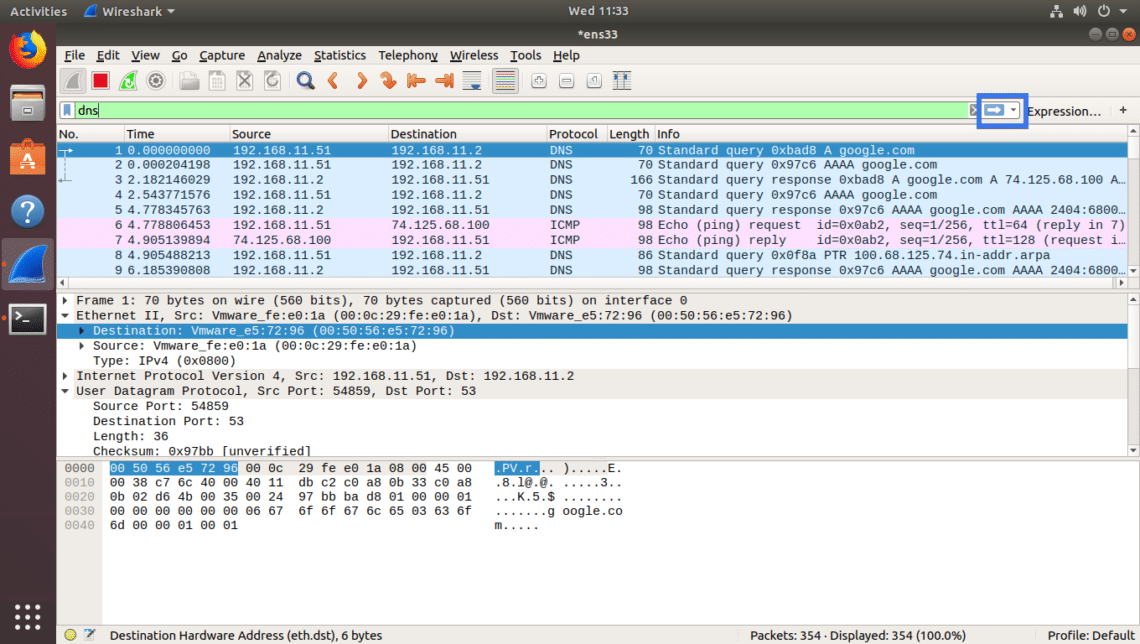 Activities Wireshark Wed 11:33
*ens33
File Edit View Go Capture Analyze Statistics Telephony Wireless Tools Help
dns Expression… +
No. Time Source Destination Protocol Length Info
1 0.000000000 192.168.11.51 192.168.11.2 DNS 70 Standard query 0xbad8 A google.com
2 0.000204198 192.168.11.51 192.168.11.2 DNS 70 Standard query 0x97c6 AAAA google.com
3 2.182146029 192.168.11.2 192.168.11.51 DNS 166 Standard query response 0xbad8 A google.com A 74.125.68.100 A…
4 2.543771576 192.168.11.51 192.168.11.2 DNS 70 Standard query 0x97c6 AAAA google.com
5 4.778345763 192.168.11.2 192.168.11.51 DNS 98 Standard query response 0x97c6 AAAA google.com AAAA 2404:6800…
6 4.778806453 192.168.11.51 74.125.68.100 ICMP 98 Echo (ping) request id=0x0ab2, seq=1/256, ttl=64 (reply in 7)
7 4.905139894 74.125.68.100 192.168.11.51 ICMP 98 Echo (ping) reply id=0x0ab2, seq=1/256, ttl=128 (request i…
8 4.905488213 192.168.11.51 192.168.11.2 DNS 86 Standard query 0x0f8a PTR 100.68.125.74.in-addr.arpa
9 6.185390808 192.168.11.2 192.168.11.51 DNS 98 Standard query response 0x97c6 AAAA google.com AAAA 2404:6800…
Frame 1: 70 bytes on wire (560 bits), 70 bytes captured (560 bits) on interface 0
Ethernet II, Src: Vmware_fe:e0:1a (00:0c:29:fe:e0:1a), Dst: Vmware_e5:72:96 (00:50:56:e5:72:96)
Destination: Vmware_e5:72:96 (00:50:56:e5:72:96)
Source: Vmware_fe:e0:1a (00:0c:29:fe:e0:1a)
Type: IPv4 (0x0800)
Internet Protocol Version 4, Src: 192.168.11.51, Dst: 192.168.11.2
User Datagram Protocol, Src Port: 54859, Dst Port: 53
Source Port: 54859
Destination Port: 53
Length: 36
Checksum: 0x97bb [unverified]
0000 00 50 56 e5 72 96 00 0c 29 fe e0 1a 08 00 45 00 .PV.r... ).....E.
0010 00 38 c7 6c 40 00 40 11 db c2 c0 a8 0b 33 c0 a8 .8.l@.@. .....3..
0020 0b 02 d6 4b 00 35 00 24 97 bb ba d8 01 00 00 01 ...K.5.$ ........
0030 00 00 00 00 00 00 06 67 6f 6f 67 6c 65 03 63 6f .......g oogle.co
0040 6d 00 00 01 00 01 m.....
Destination Hardware Address (eth.dst), 6 bytes Packets: 354 · Displayed: 354 (100.0%) Profile: Default